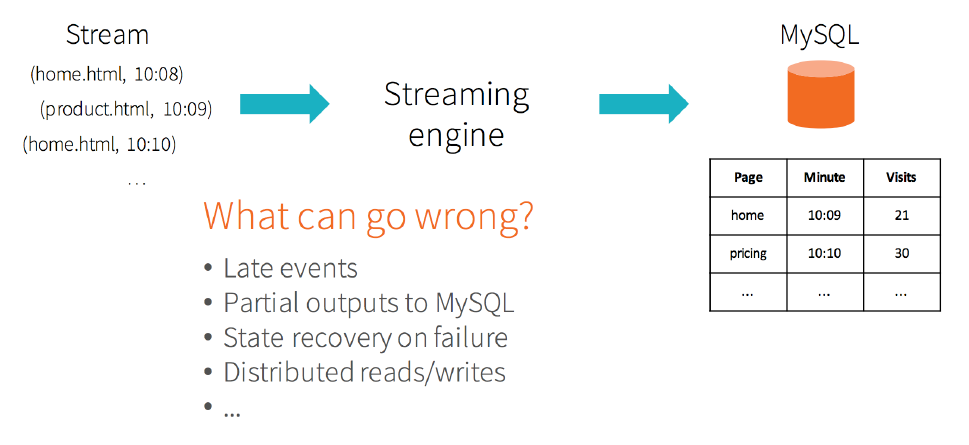 Stream
(home.html, 10:08)
(product.html, 10:09)
(home.html, 10:10)
...
Streaming
engine
MySQL
Page Minute Visits
home 10:09 21
pricing 10:10 30
... ... ...
What can go wrong?
• Late events
• Partial outputs to MySQL
• State recovery on failure
• Distributed reads/writes
• ...